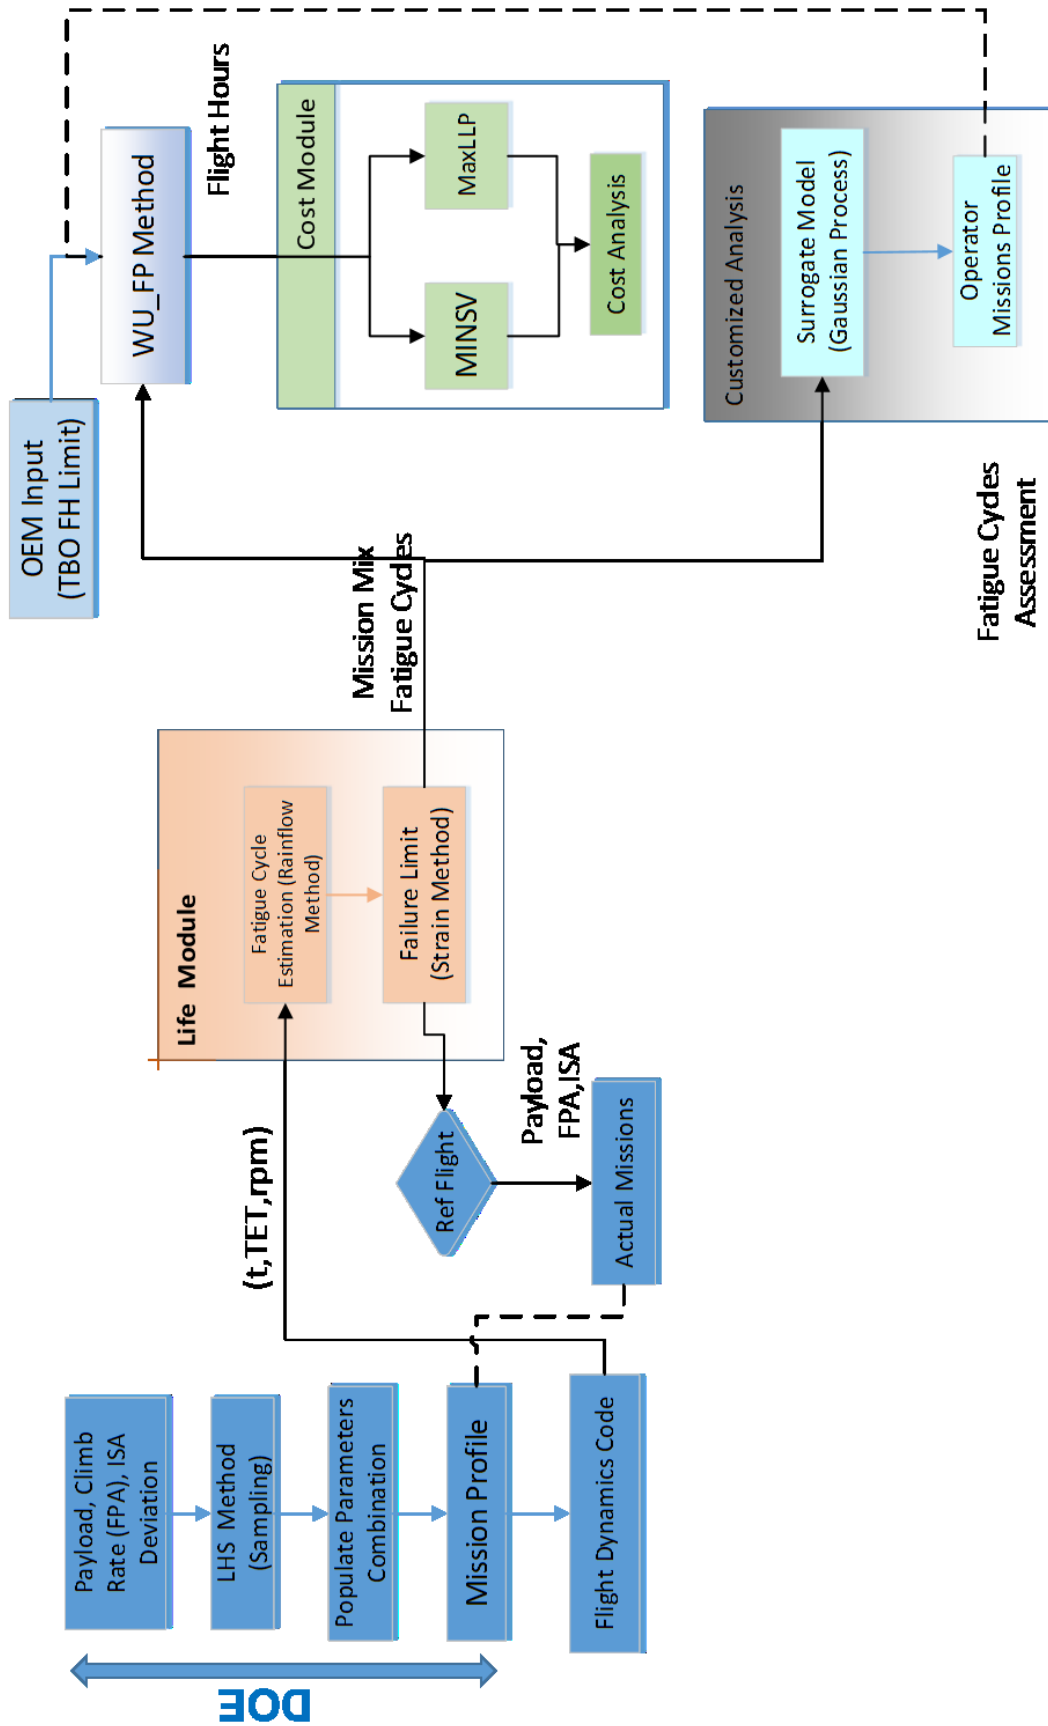 DOE
Payload, Climb
Rate (FPA), ISA
Deviation
LHS Method
(Sampling)
Populate Parameters
Combination
Mission Profile
Flight Dynamics Code
(t,TET,rpm)
Ref Flight
Payload,
FPA,ISA
Actual Missions
Life Module
Fatigue Cycle
Estimation (Rainflow
Method)
Failure Limit
(Strain Method)
Mission Mix
Fatigue Cycles
OEM Input
(TBO FH Limit)
WU_FP Method
Flight Hours
Cost Module
MINSV
MaxLLP
Cost Analysis
Customized Analysis
Surrogate Model
(Gaussian Process)
Operator
Missions Profile
Fatigue Cycles
Assessment